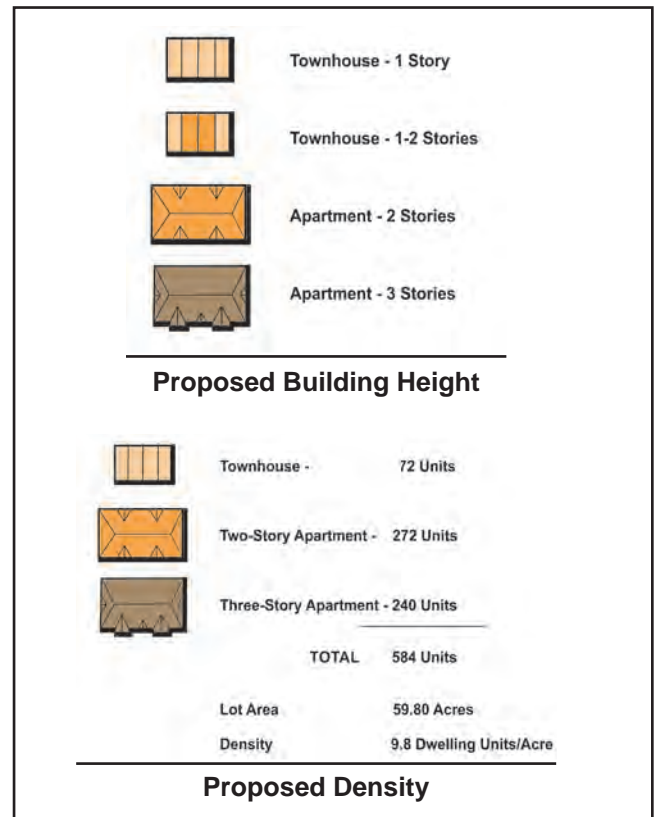 Townhouse - 1 Story
Townhouse - 1-2 Stories
Apartment - 2 Stories
Apartment - 3 Stories
Proposed Building Height
Townhouse - 72 Units
Two-Story Apartment - 272 Units
Three-Story Apartment - 240 Units
TOTAL 584 Units
Lot Area 59.80 Acres
Density 9.8 Dwelling Units/Acre
Proposed Density